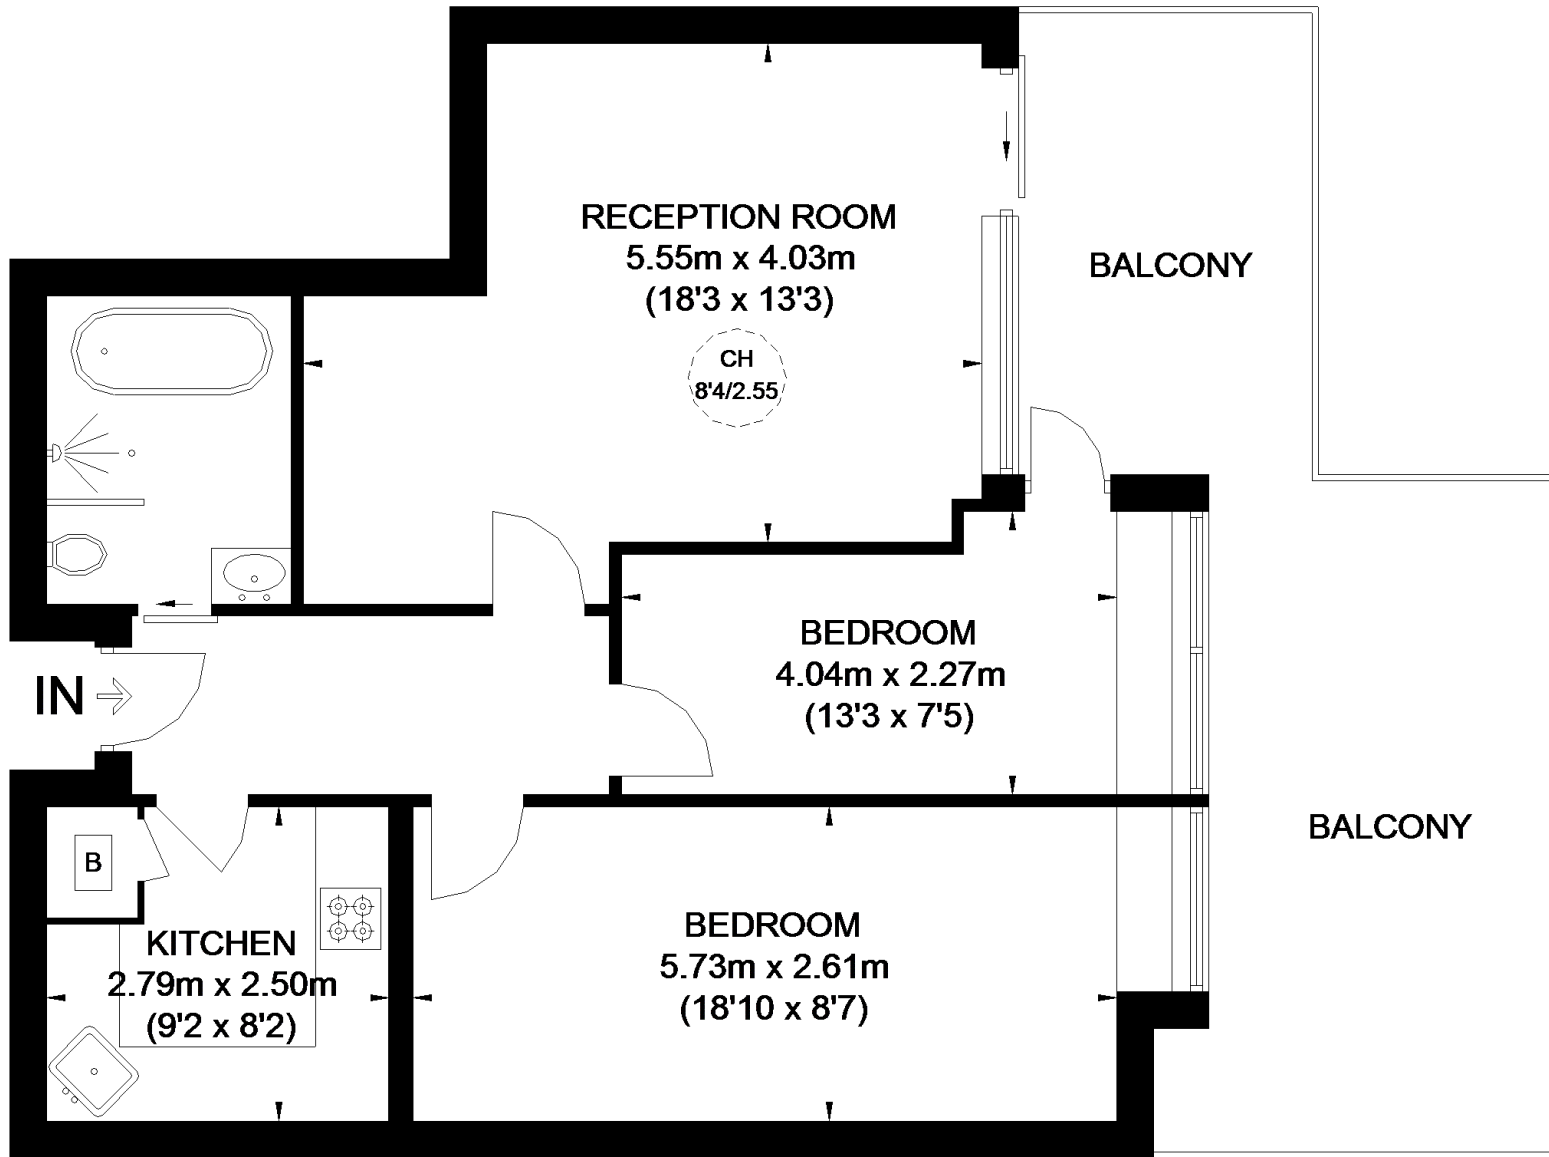 RECEPTION ROOM
5.55m x 4.03m
(18'3 x 13'3)
CH
8'4/2.55
BALCONY
IN
BEDROOM
4.04m x 2.27m
(13'3 x 7'5)
BALCONY
B
KITCHEN
2.79m x 2.50m
(9'2 x 8'2)
BEDROOM
5.73m x 2.61m
(18'10 x 8'7)